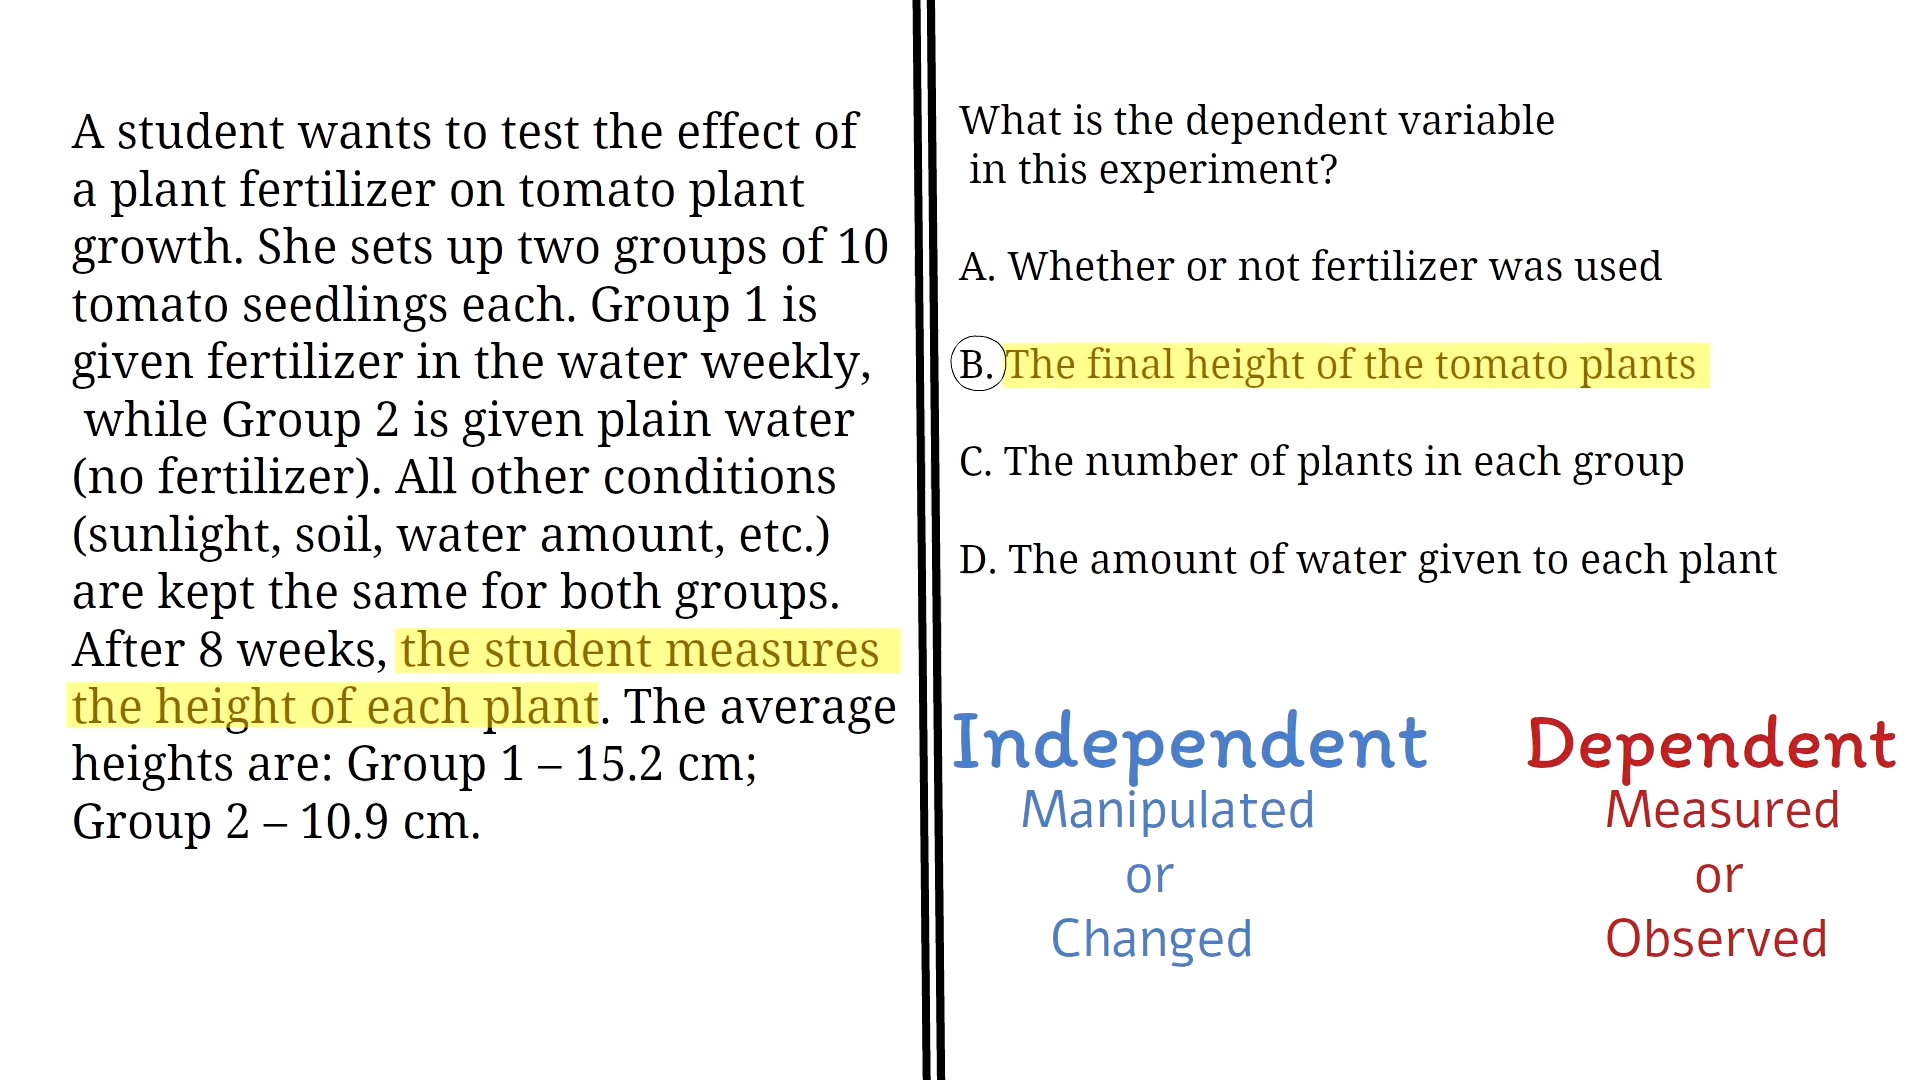 A student wants to test the effect of
a plant fertilizer on tomato plant
growth. She sets up two groups of 10
tomato seedlings each. Group 1 is
given fertilizer in the water weekly,
while Group 2 is given plain water
(no fertilizer). All other conditions
(sunlight, soil, water amount, etc.)
are kept the same for both groups.
After 8 weeks, the student measures
the height of each plant. The average
heights are: Group 1 – 15.2 cm;
Group 2 – 10.9 cm.
What is the dependent variable
in this experiment?
A. Whether or not fertilizer was used
B. The final height of the tomato plants
C. The number of plants in each group
D. The amount of water given to each plant
Independent
Manipulated
or
Changed
Dependent
Measured
or
Observed